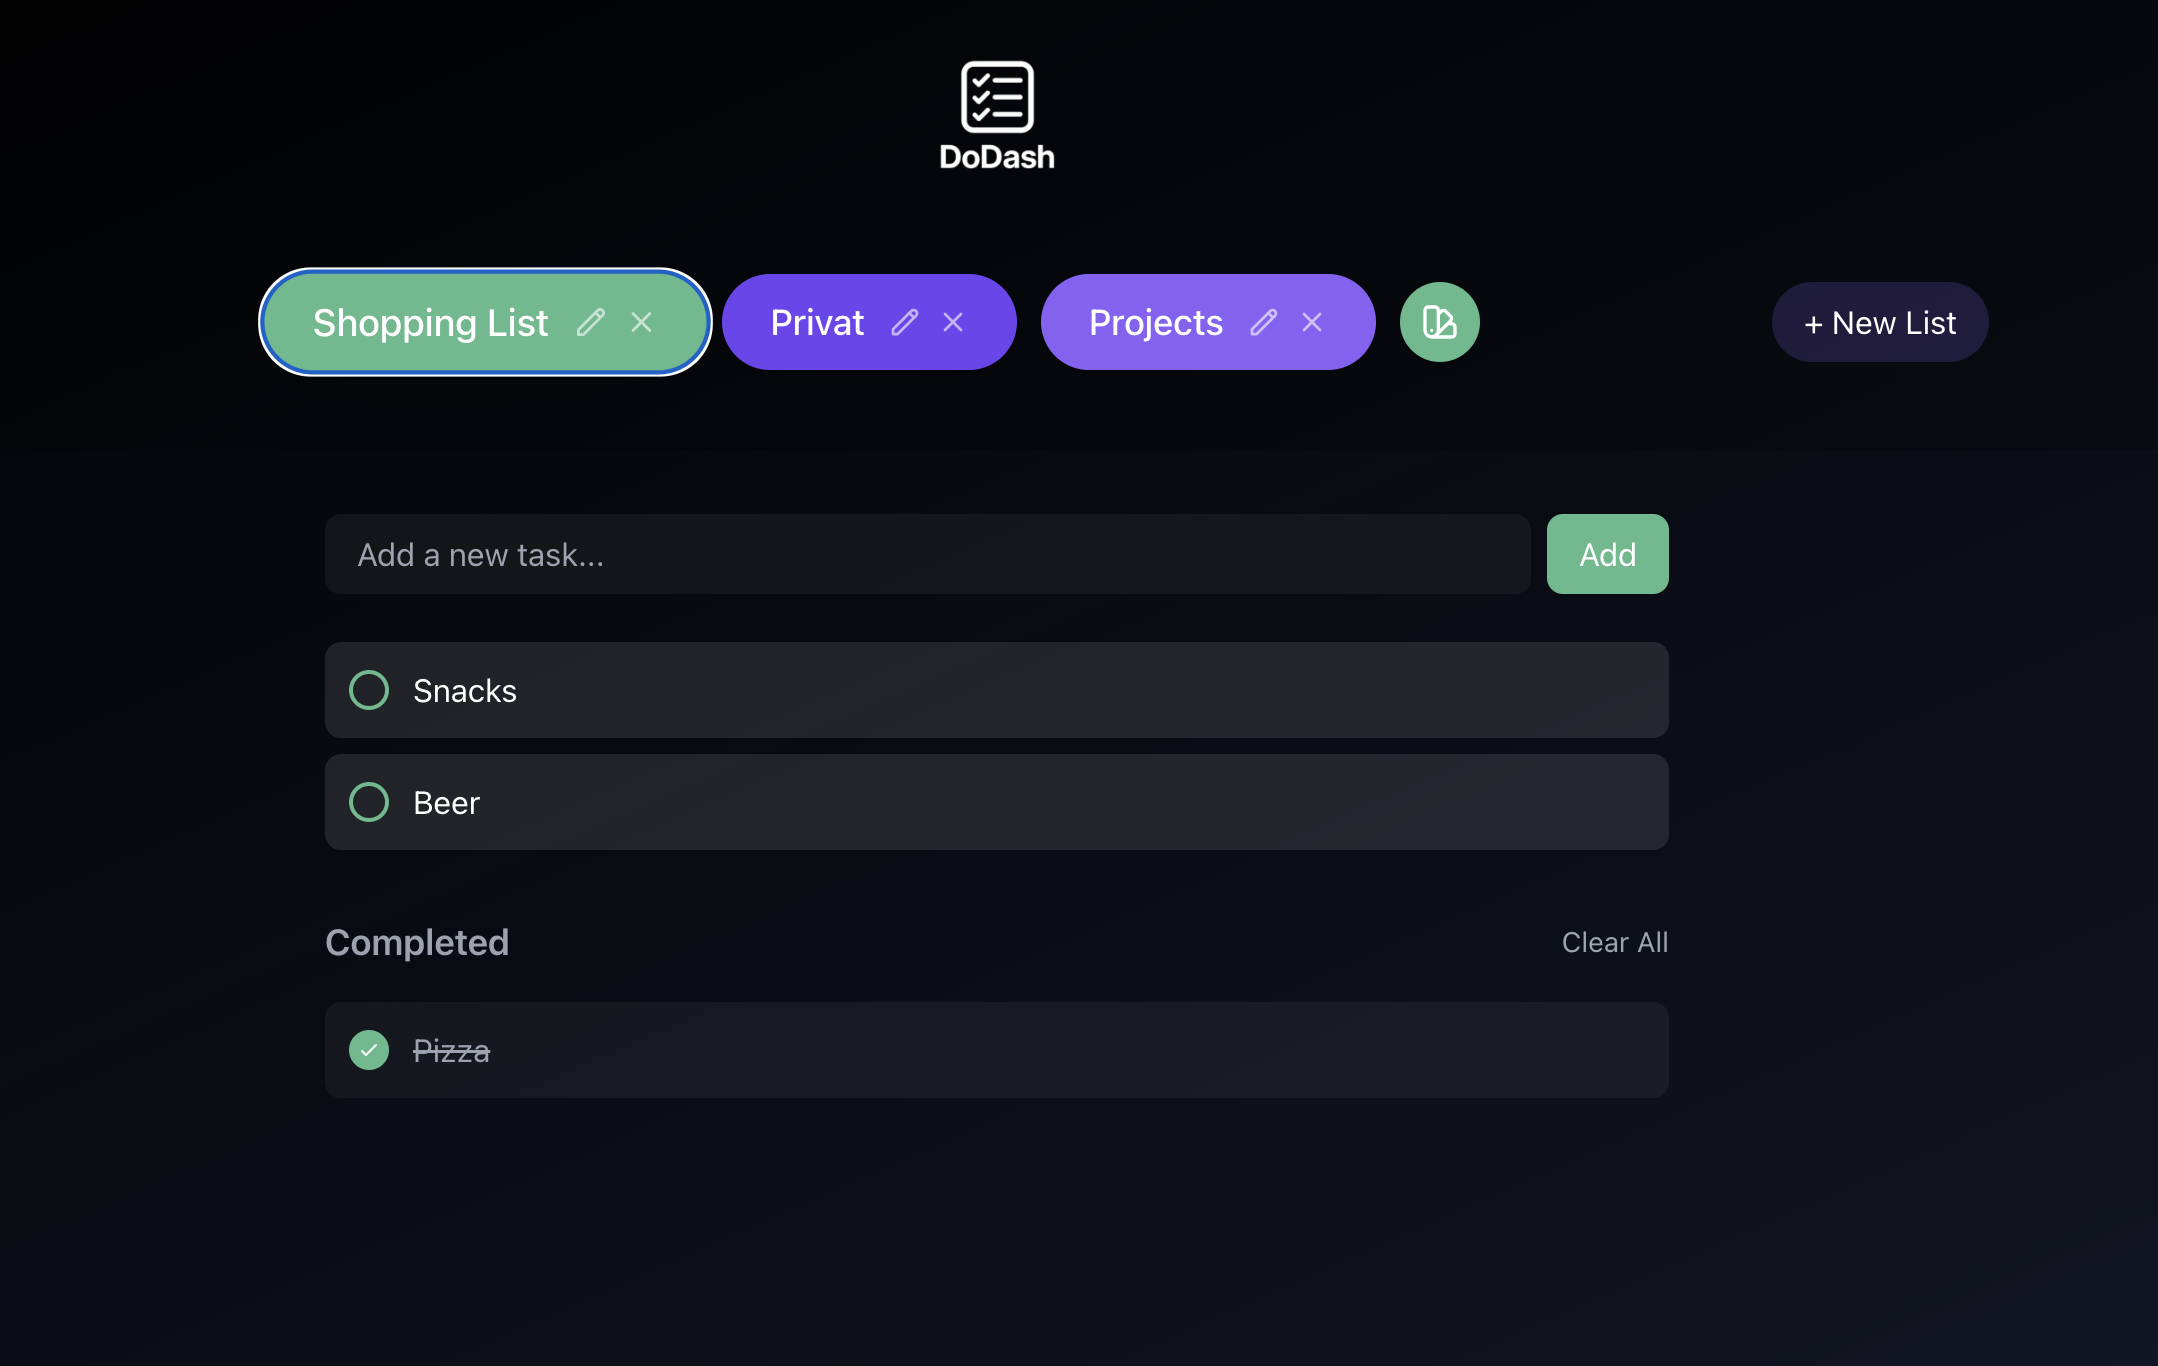 DoDash
Shopping List
Privat
Projects
+ New List
Add a new task...
Add
Snacks
Beer
Completed
Clear All
Pizza